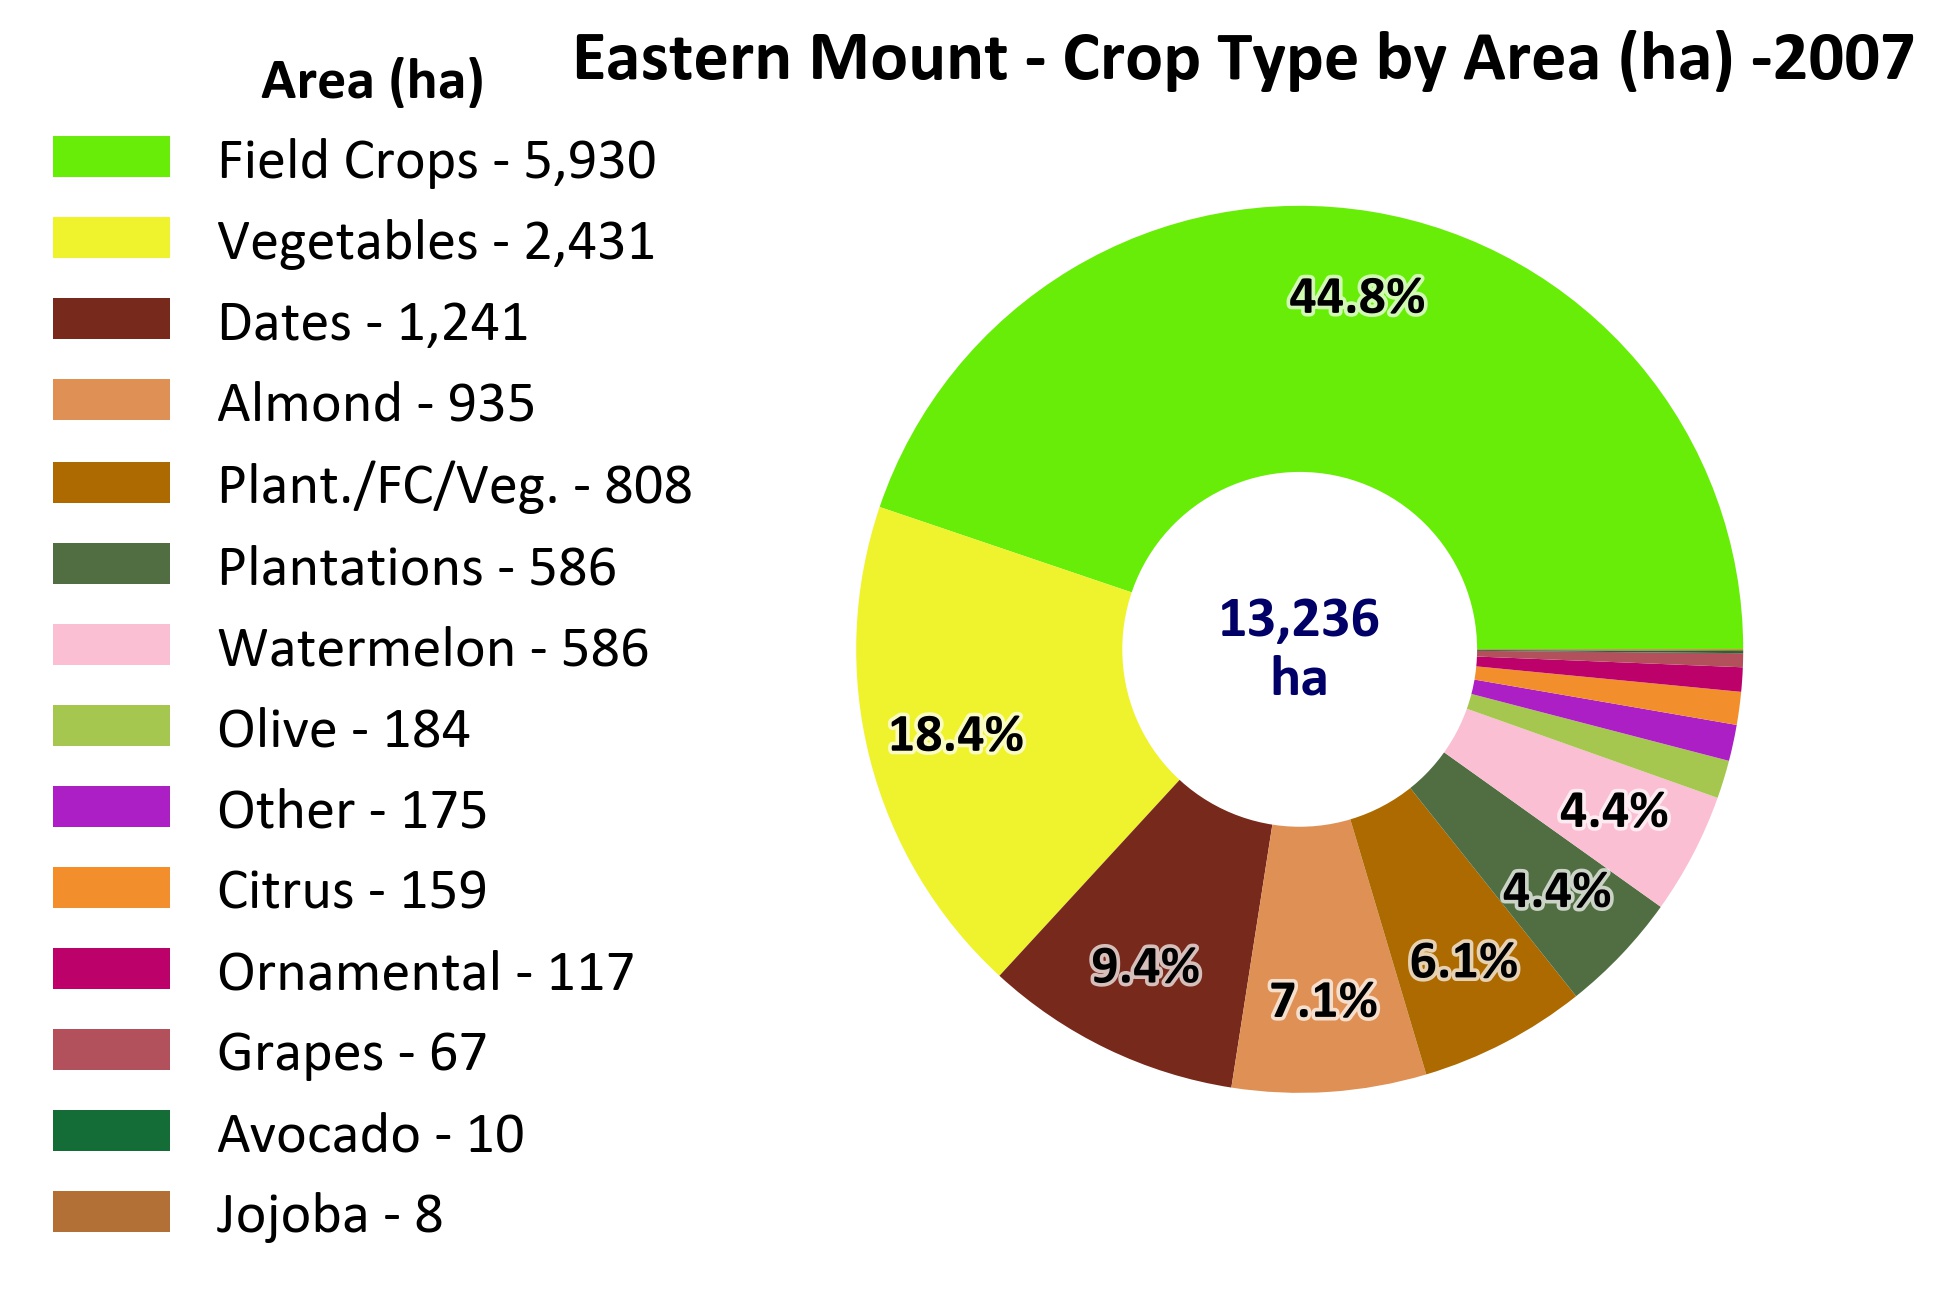 Eastern Mount - Crop Type by Area (ha) -2007
Area (ha)
Field Crops - 5,930
Vegetables - 2,431
Dates - 1,241
Almond - 935
Plant./FC/Veg. - 808
Plantations - 586
Watermelon - 586
Olive - 184
Other - 175
Citrus - 159
Ornamental - 117
Grapes - 67
Avocado - 10
Jojoba - 8
44.8%
18.4%
9.4%
7.1%
6.1%
4.4%
4.4%
13,236
ha